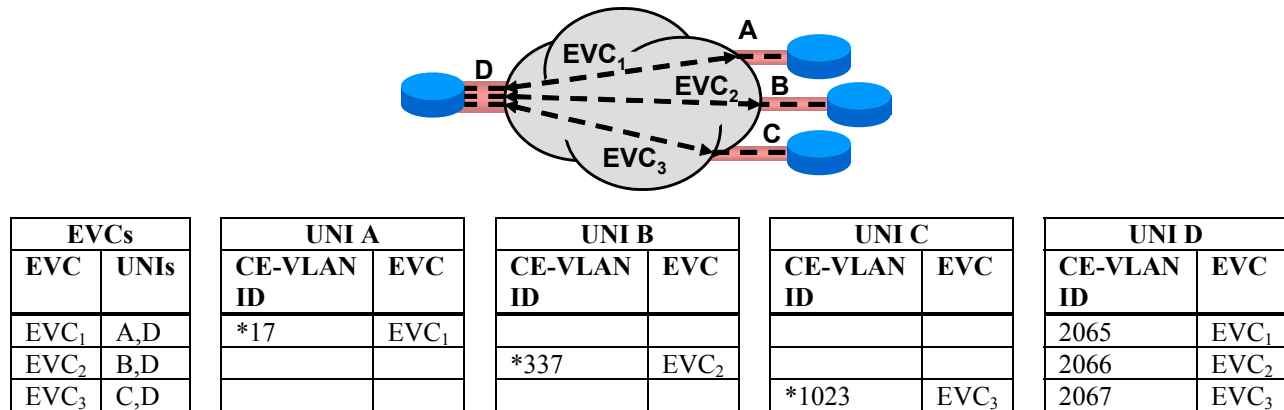 A
EVC1
D
EVC2
B
C
EVC3
EVCs
EVC UNIs
EVC1 A,D
EVC2 B,D
EVC3 C,D
UNI A
CE-VLAN ID EVC
*17 EVC1
UNI B
CE-VLAN ID EVC
*337 EVC2
UNI C
CE-VLAN ID EVC
*1023 EVC3
UNI D
CE-VLAN ID EVC
2065 EVC1
2066 EVC2
2067 EVC3